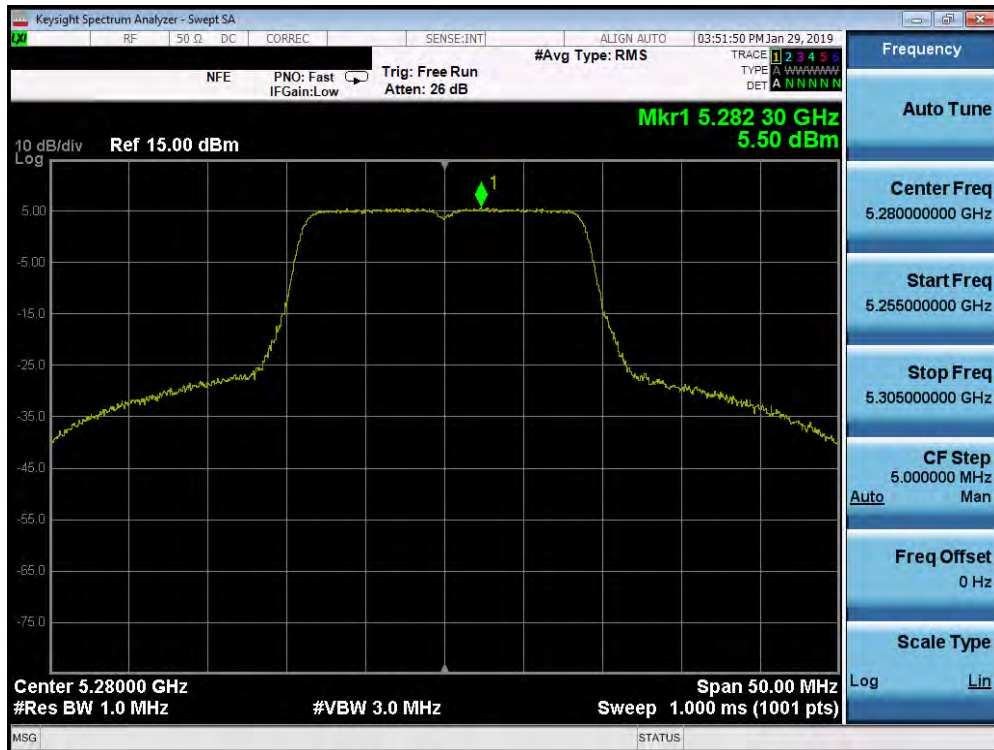 Keysight Spectrum Analyzer - Swept SA
LXI RF 50 Ω DC CORREC SENSE:INT ALIGN AUTO 03:51:50 PM Jan 29, 2019
#Avg Type: RMS TRACE 1 2 3 4 5 6
NFE PNO: Fast Trig: Free Run TYPE A WWWWW
IFGain:Low Atten: 26 dB DET A N N N N N
Mkr1 5.282 30 GHz
5.50 dBm
10 dB/div Ref 15.00 dBm
Log
1
5.00
-5.00
-15.0
-25.0
-35.0
-45.0
-55.0
-65.0
-75.0
Center 5.28000 GHz Span 50.00 MHz
#Res BW 1.0 MHz #VBW 3.0 MHz Sweep 1.000 ms (1001 pts)
MSG STATUS
Frequency
Auto Tune
Center Freq
5.280000000 GHz
Start Freq
5.255000000 GHz
Stop Freq
5.305000000 GHz
CF Step
5.000000 MHz
Auto Man
Freq Offset
0 Hz
Scale Type
Log Lin